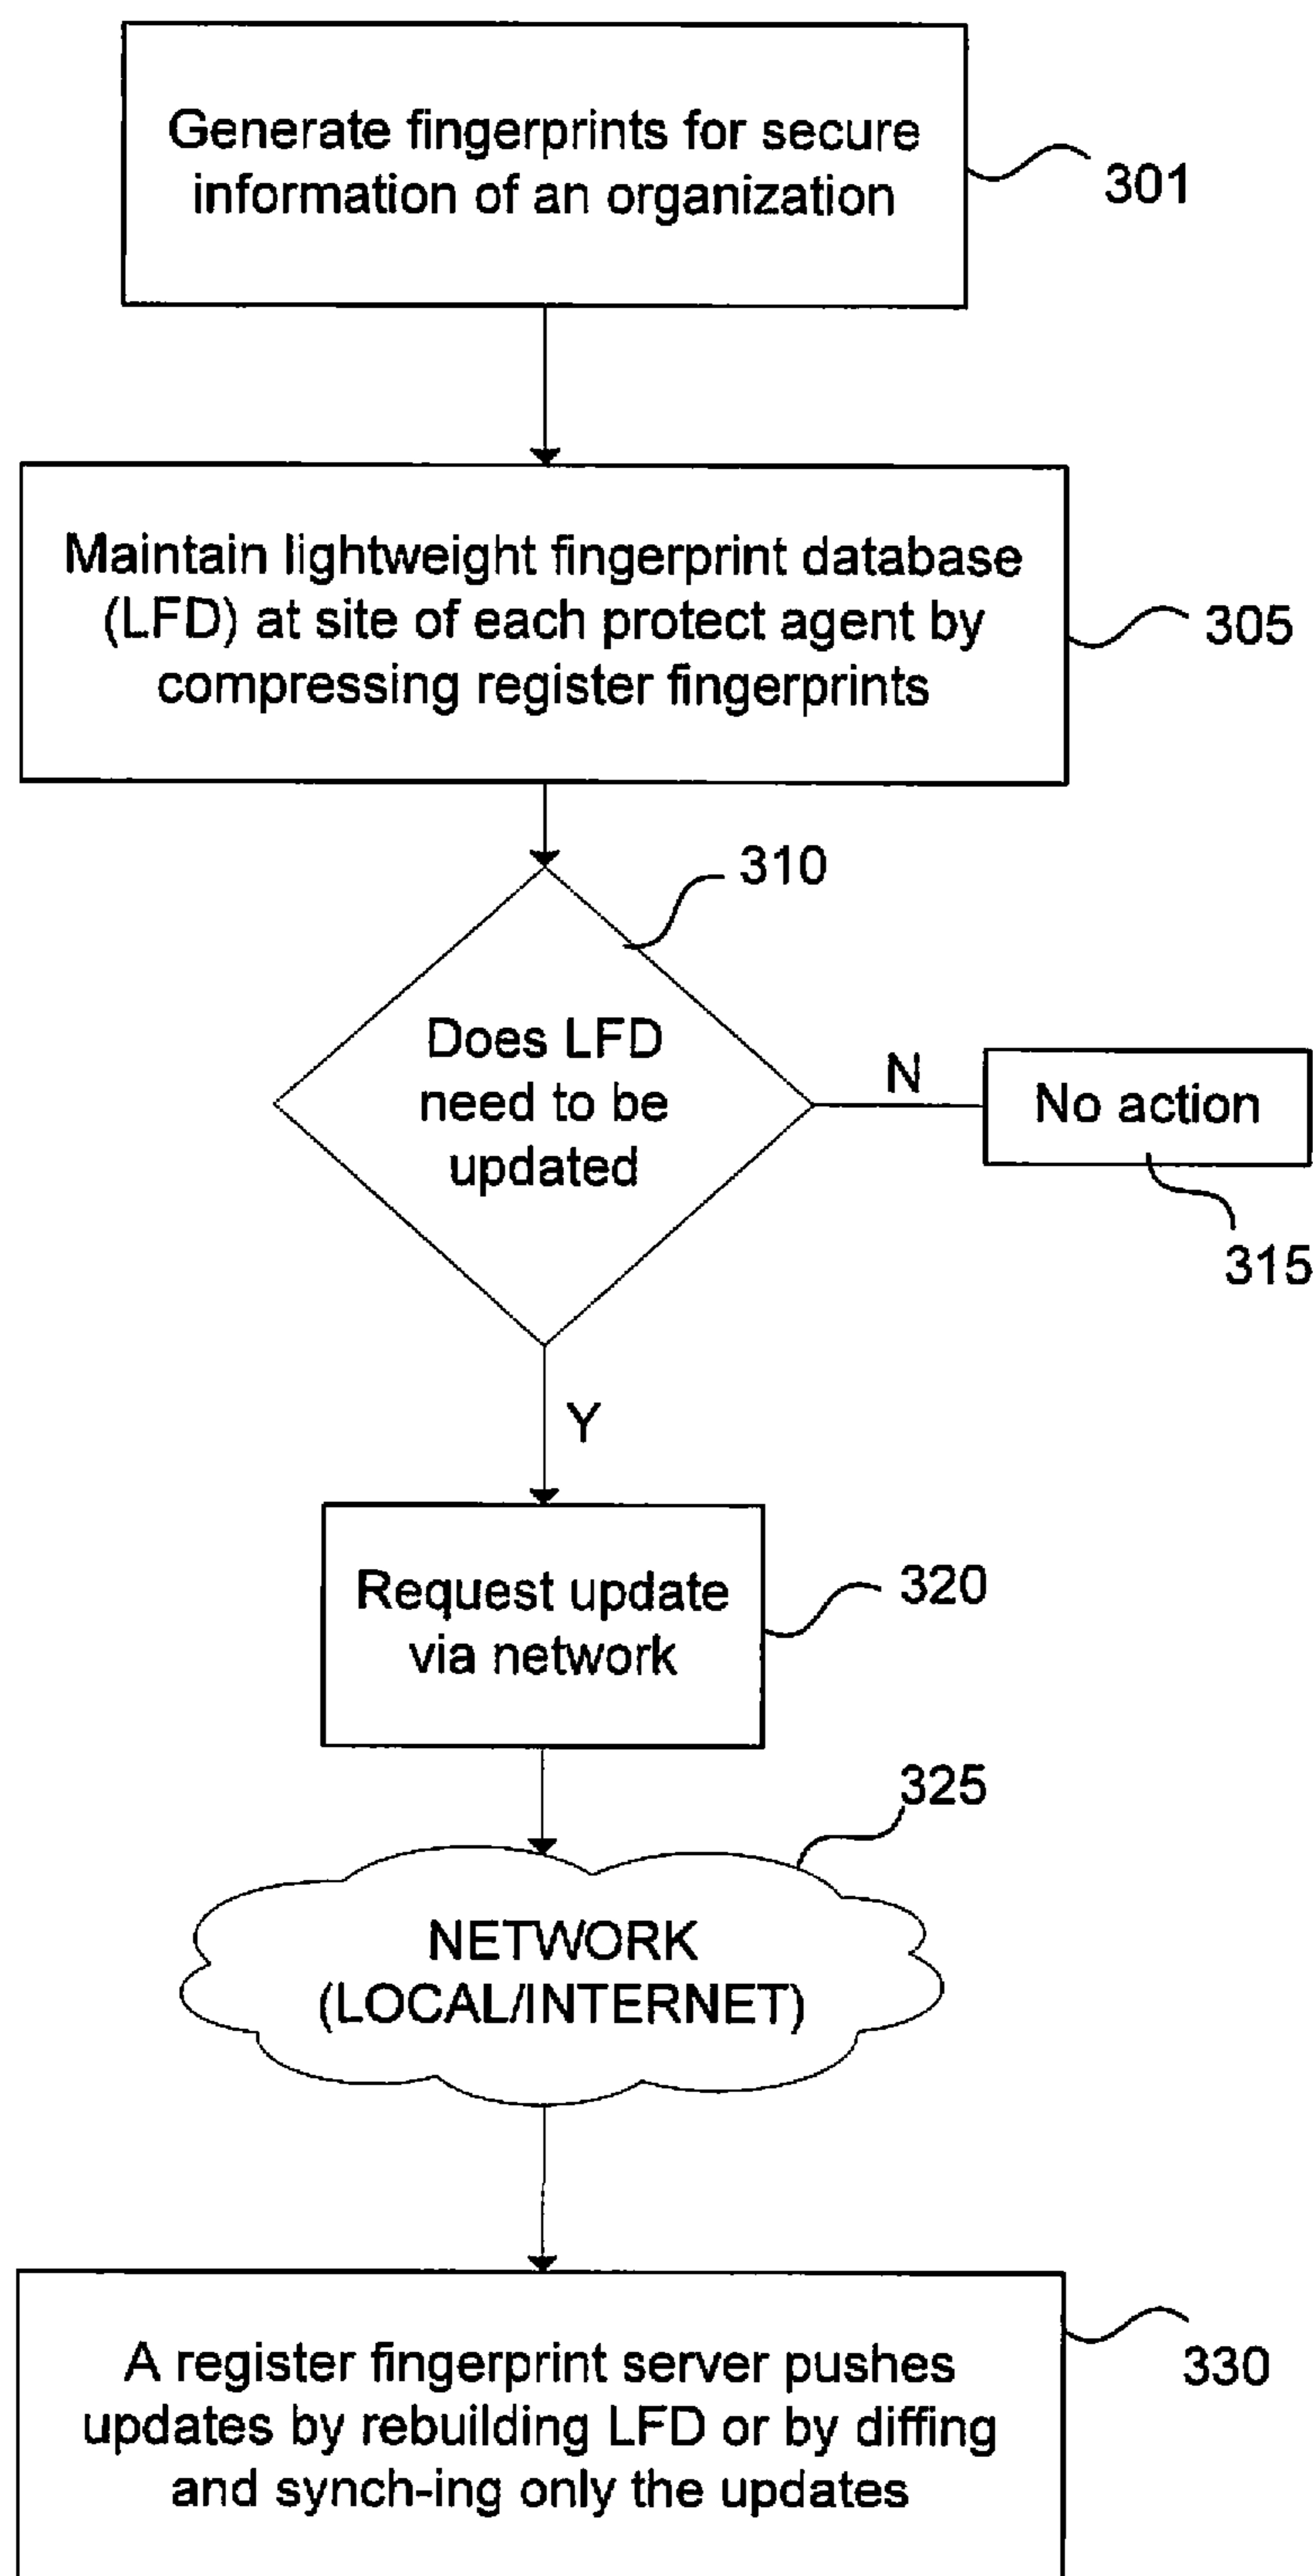 Generate fingerprints for secure
information of an organization
301
Maintain lightweight fingerprint database
(LFD) at site of each protect agent by
compressing register fingerprints
305
310
Does LFD
need to be
updated
N
No action
315
Y
Request update
via network
320
325
NETWORK
(LOCAL/INTERNET)
A register fingerprint server pushes
updates by rebuilding LFD or by diffing
and synch-ing only the updates
330